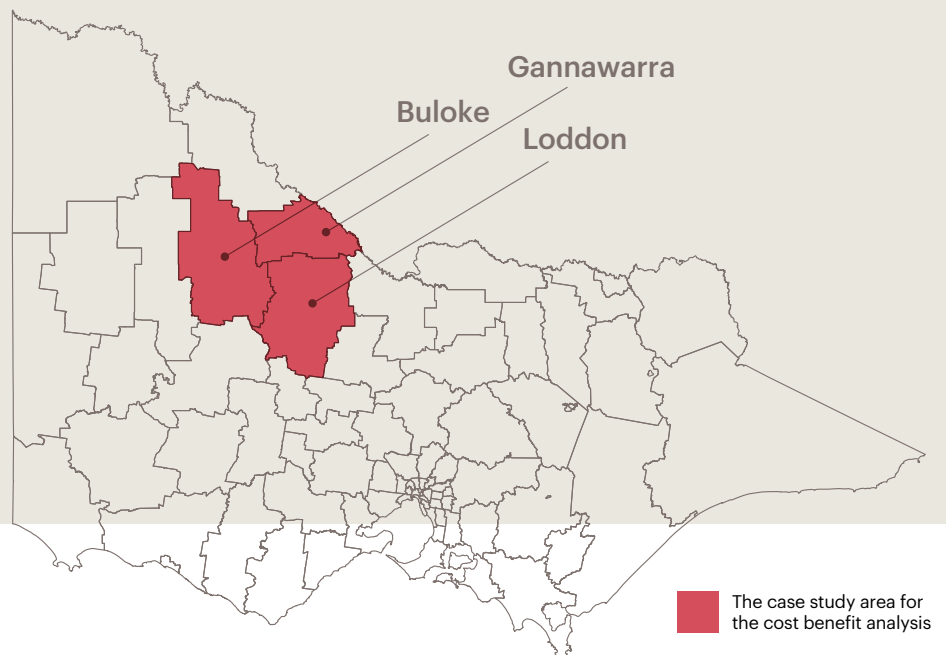 Gannawarra
Buloke
Loddon
The case study area for
the cost benefit analysis